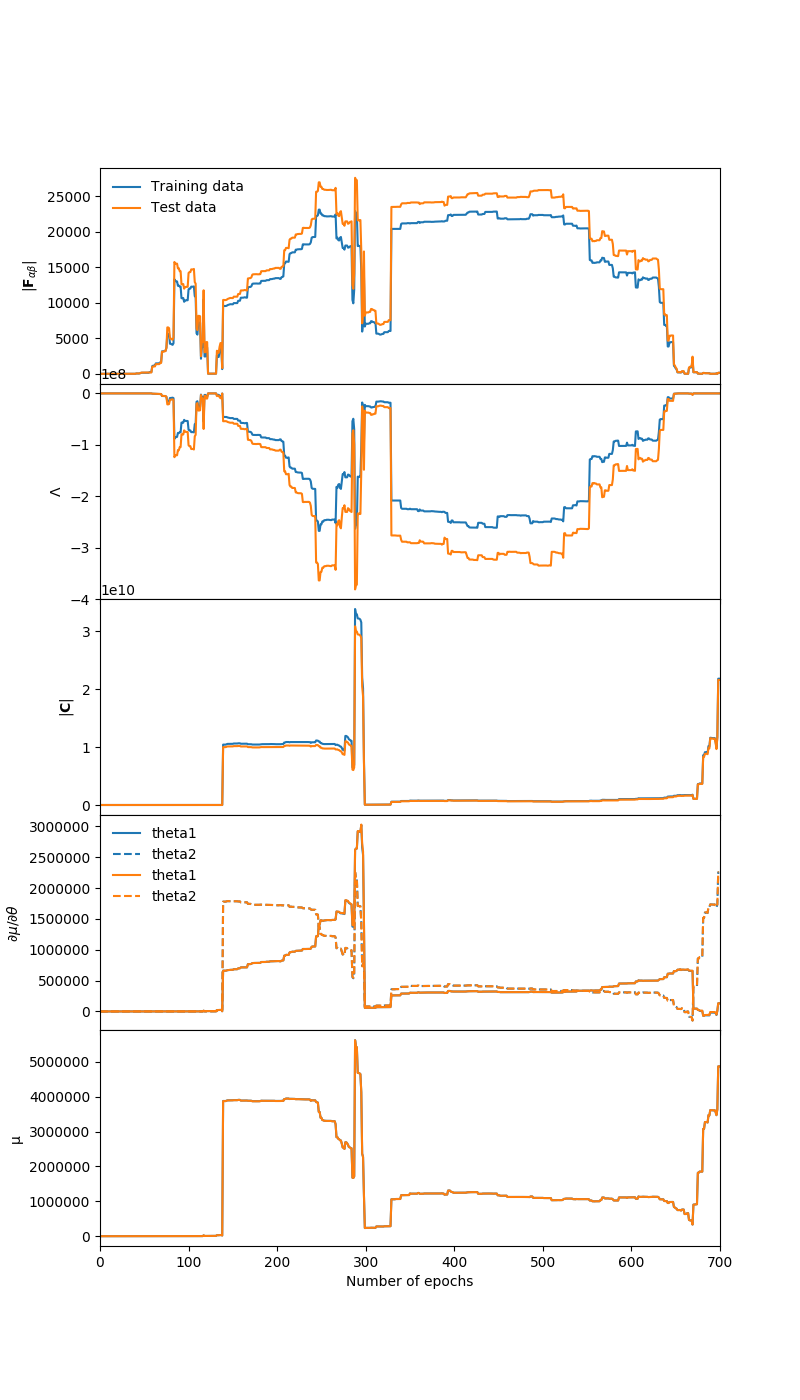 Training data
Test data
25000
20000
15000
10000
5000
0
|F_{αβ}|
1e8
0
−1
−2
−3
−4
Λ
1e10
3
2
1
0
|C|
theta1
theta2
theta1
theta2
3000000
2500000
2000000
1500000
1000000
500000
0
∂μ/∂θ
5000000
4000000
3000000
2000000
1000000
0
μ
0 100 200 300 400 500 600 700
Number of epochs